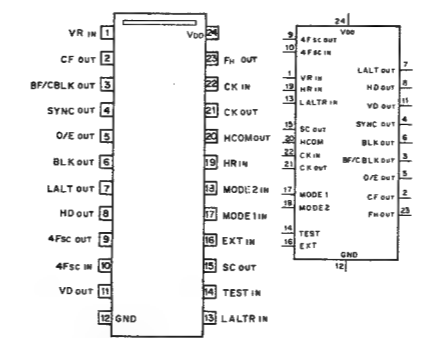 VR IN 1
CF OUT 2
BF/CBLK OUT 3
SYNC OUT 4
O/E OUT 5
BLK OUT 6
LALT OUT 7
HD OUT 8
4FSC OUT 9
4FSC IN 10
VD OUT 11
12 GND
VDD 24
23 FH OUT
22 CK IN
21 CK OUT
20 HCOM OUT
19 HR IN
18 MODE 2 IN
17 MODE 1 IN
16 EXT IN
15 SC OUT
14 TEST IN
13 LALTR IN
24
VDD
9 4FSC OUT
10 4FSC IN
1 VR IN
19 HR IN
13 LALTR IN
15 SC OUT
20 HCOM
22 CK IN
21 CK OUT
17 MODE 1
18 MODE 2
14 TEST
16 EXT
LALT OUT 7
HD OUT 8
VD OUT 11
SYNC OUT 4
BLK OUT 6
BF/CBLK OUT 3
O/E OUT 5
CF OUT 2
FH OUT 23
GND
12